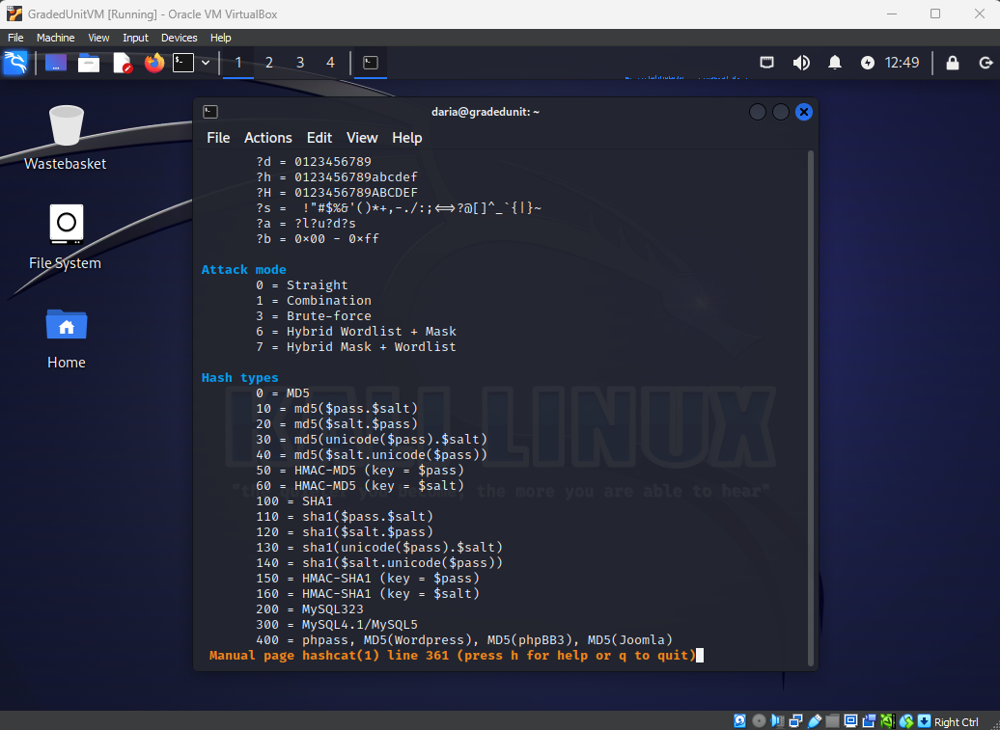 GradedUnitVM [Running] - Oracle VM VirtualBox
File Machine View Input Devices Help
1 2 3 4 12:49
daria@gradedunit: ~
File Actions Edit View Help
Wastebasket
File System
Home
?d = 0123456789
?h = 0123456789abcdef
?H = 0123456789ABCDEF
?s =  !"#$%&'()*+,-./:;<=>?@[]^_`{|}~
?a = ?l?u?d?s
?b = 0×00 - 0×ff
Attack mode
0 = Straight
1 = Combination
3 = Brute-force
6 = Hybrid Wordlist + Mask
7 = Hybrid Mask + Wordlist
Hash types
0 = MD5
10 = md5($pass.$salt)
20 = md5($salt.$pass)
30 = md5(unicode($pass).$salt)
40 = md5($salt.unicode($pass))
50 = HMAC-MD5 (key = $pass)
60 = HMAC-MD5 (key = $salt)
100 = SHA1
110 = sha1($pass.$salt)
120 = sha1($salt.$pass)
130 = sha1(unicode($pass).$salt)
140 = sha1($salt.unicode($pass))
150 = HMAC-SHA1 (key = $pass)
160 = HMAC-SHA1 (key = $salt)
200 = MySQL323
300 = MySQL4.1/MySQL5
400 = phpass, MD5(Wordpress), MD5(phpBB3), MD5(Joomla)
Manual page hashcat(1) line 361 (press h for help or q to quit)
KALI LINUX
the more you are able to hear"
Right Ctrl